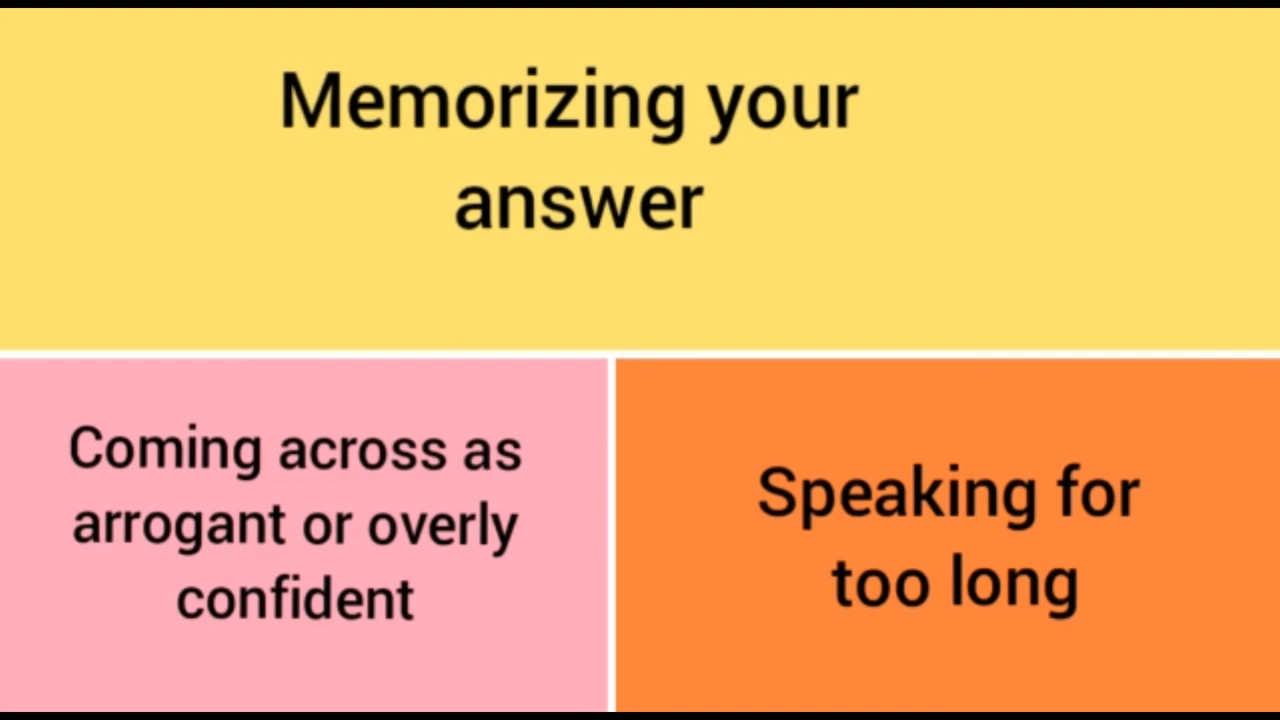 Memorizing your
answer
Coming across as
arrogant or overly
confident
Speaking for
too long